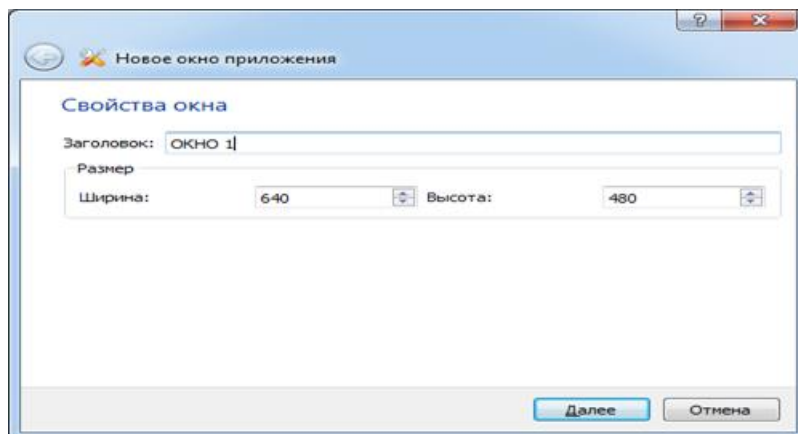 Новое окно приложения
Свойства окна
Заголовок: ОКНО 1
Размер
Ширина: 640 Высота: 480
Далее Отмена